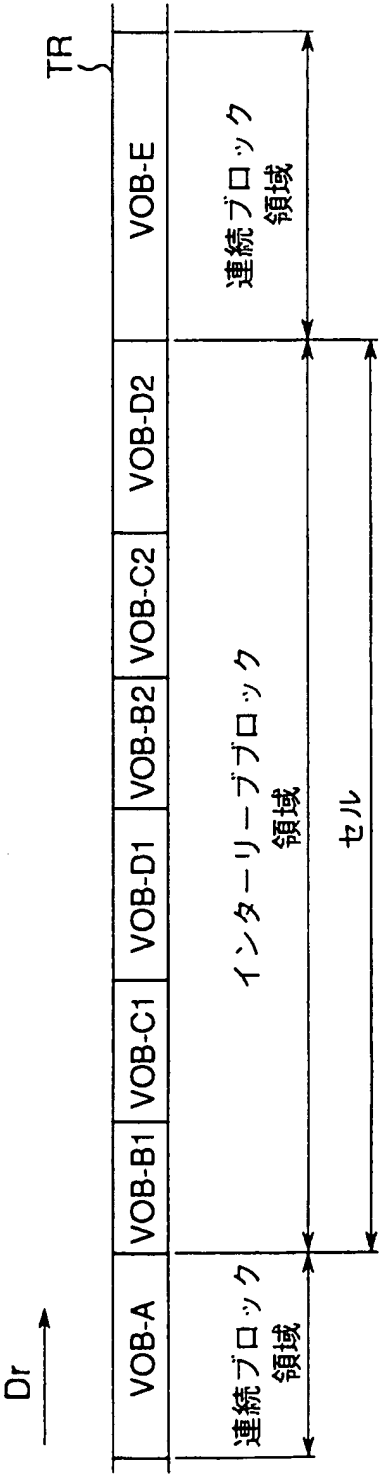 Dr
TR
VOB-A
VOB-B1
VOB-C1
VOB-D1
VOB-B2
VOB-C2
VOB-D2
VOB-E
連続ブロック
領域
インターリーブブロック
領域
連続ブロック
領域
セル